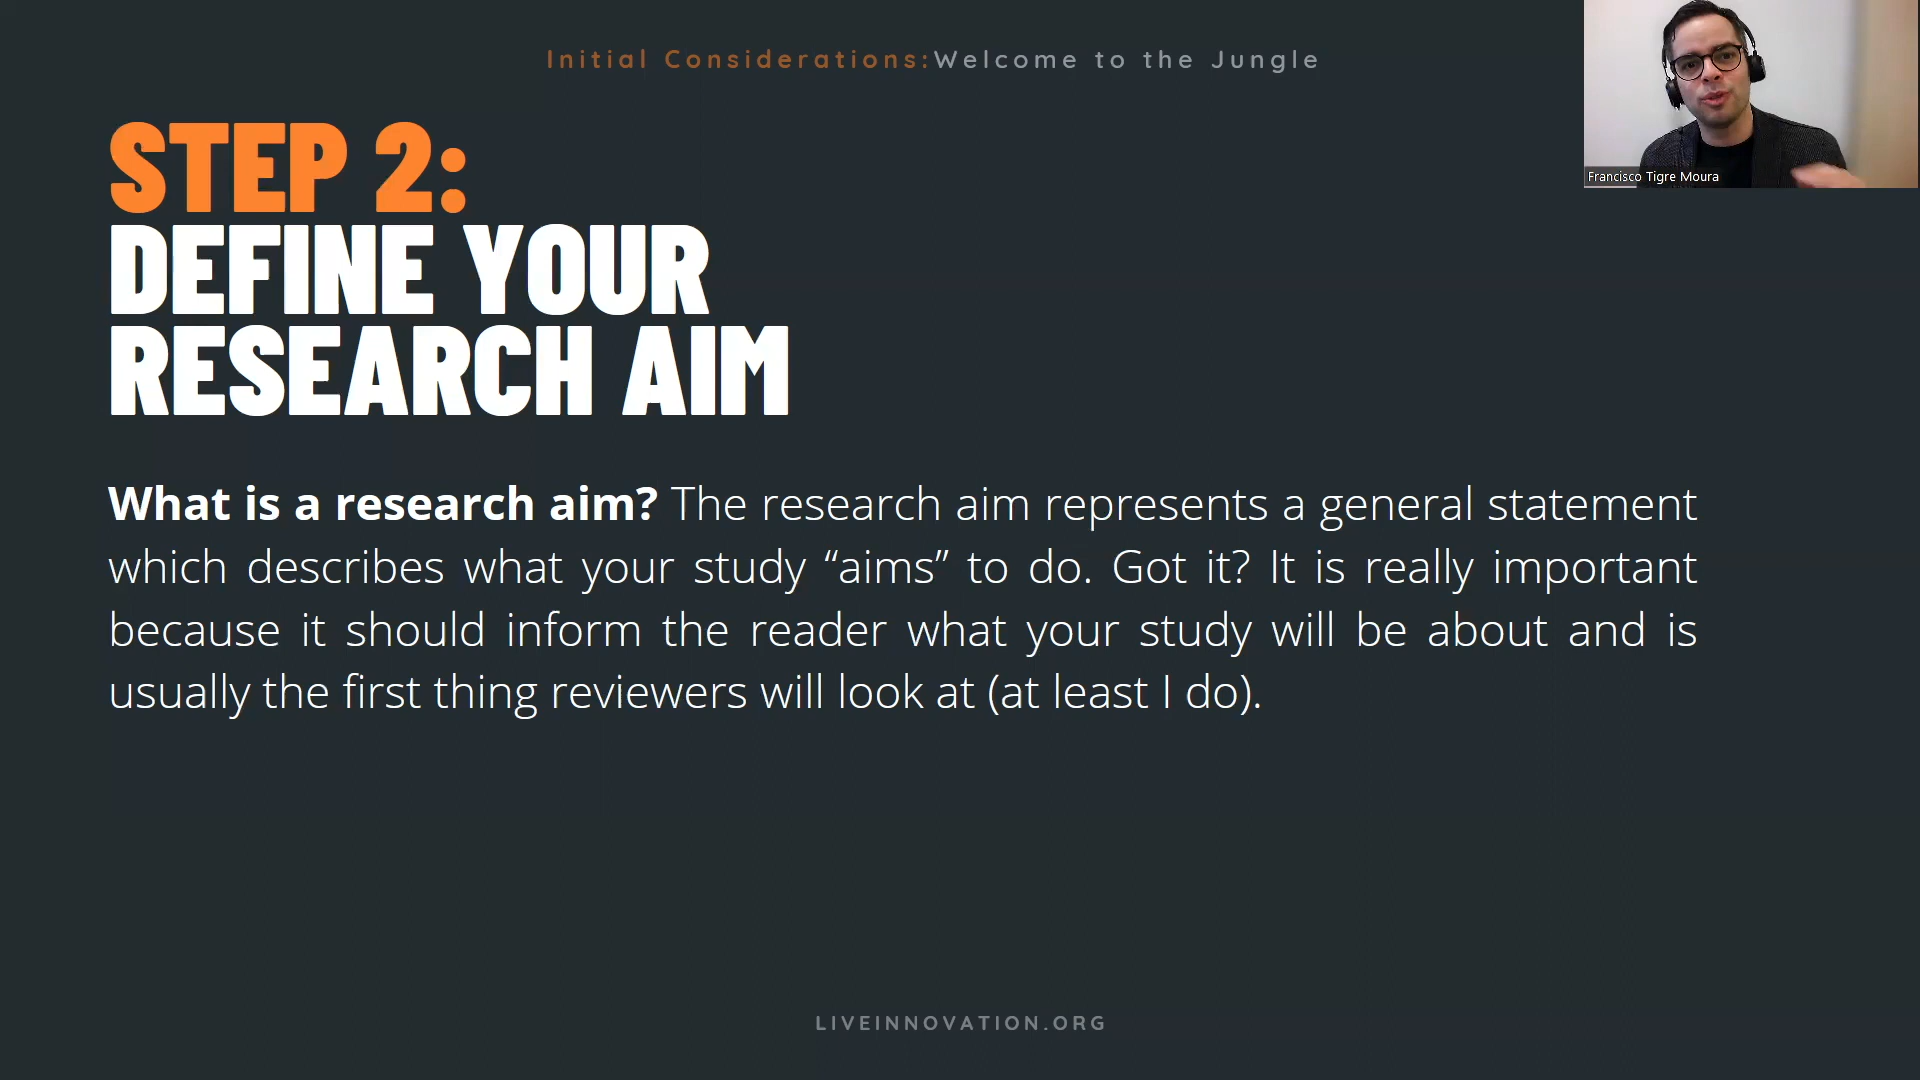 Initial Considerations:Welcome to the Jungle
Francisco Tigre Moura
STEP 2:
DEFINE YOUR
RESEARCH AIM
What is a research aim? The research aim represents a general statement
which describes what your study “aims” to do. Got it? It is really important
because it should inform the reader what your study will be about and is
usually the first thing reviewers will look at (at least I do).
LIVEINNOVATION.ORG